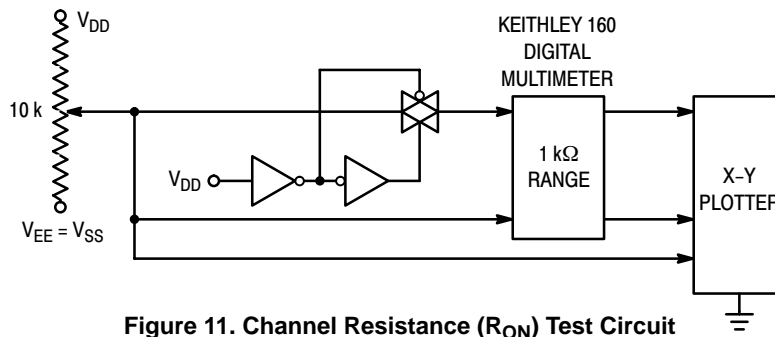 V_DD
10 k
V_EE = V_SS
V_DD
KEITHLEY 160
DIGITAL
MULTIMETER
1 kΩ
RANGE
X−Y
PLOTTER
Figure 11. Channel Resistance (R_ON) Test Circuit